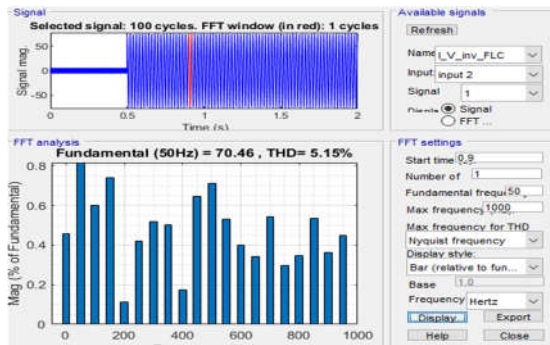 Signal
Selected signal: 100 cycles. FFT window (in red): 1 cycles
Signal mag.
50
0
-50
0
0.5
1
1.5
2
Time (s)
FFT analysis
Fundamental (50Hz) = 70.46 , THD= 5.15%
Mag (% of Fundamental)
0.8
0.6
0.4
0.2
0
0
200
400
600
800
1000
Available signals
Refresh
Name I_V_inv_FLC
Input: input 2
Signal 1
Signal
FFT ...
FFT settings
Start time 0.9
Number of 1
Fundamental frequ 50
Max frequency 1000
Max frequency for THD
Nyquist frequency
Display style:
Bar (relative to fun...
Base 1.0
Frequency Hertz
Display Export
Help Close